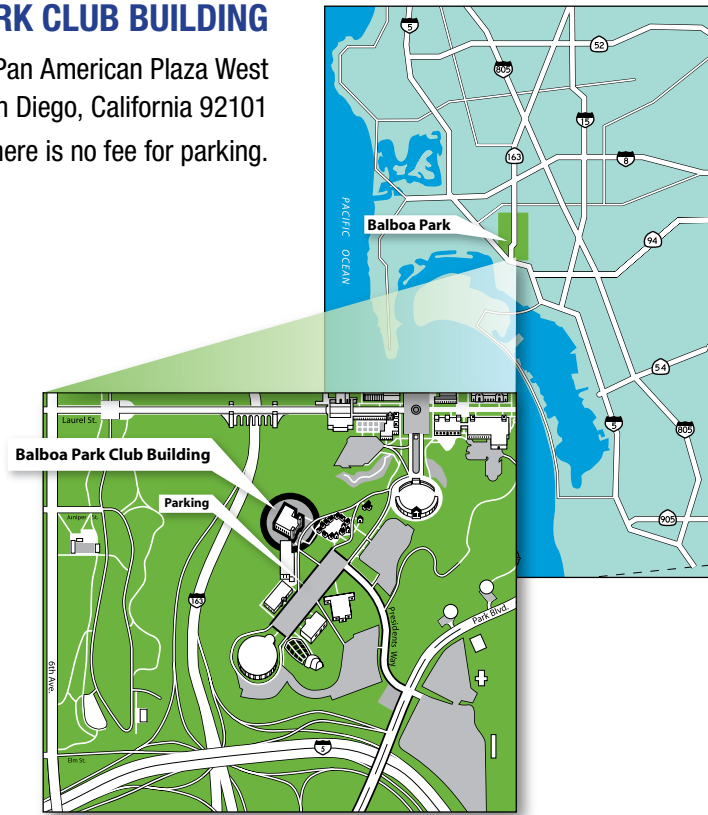 RK CLUB BUILDING
Pan American Plaza West
n Diego, California 92101
here is no fee for parking.
5
52
805
15
163
8
PACIFIC OCEAN
Balboa Park
94
54
5
805
905
Laurel St.
Balboa Park Club Building
Parking
Juniper St.
163
Presidents Way
Park Blvd.
6th Ave.
5
Elm St.